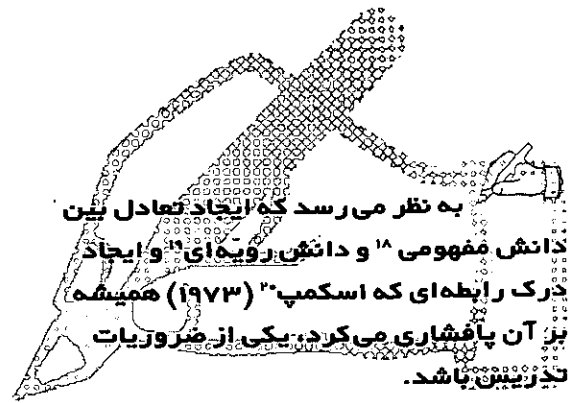 به نظر می رسد که ایجاد تعادل بین
دانش مفهومی ۱۸ و دانش رویه ای ۱۹ و ایجاد
درک رابطه ای که اسکمپ ۲۰ (۱۹۷۳) همیشه
بر آن پافشاری می کرد، یکی از ضروریات
تدریس باشد.